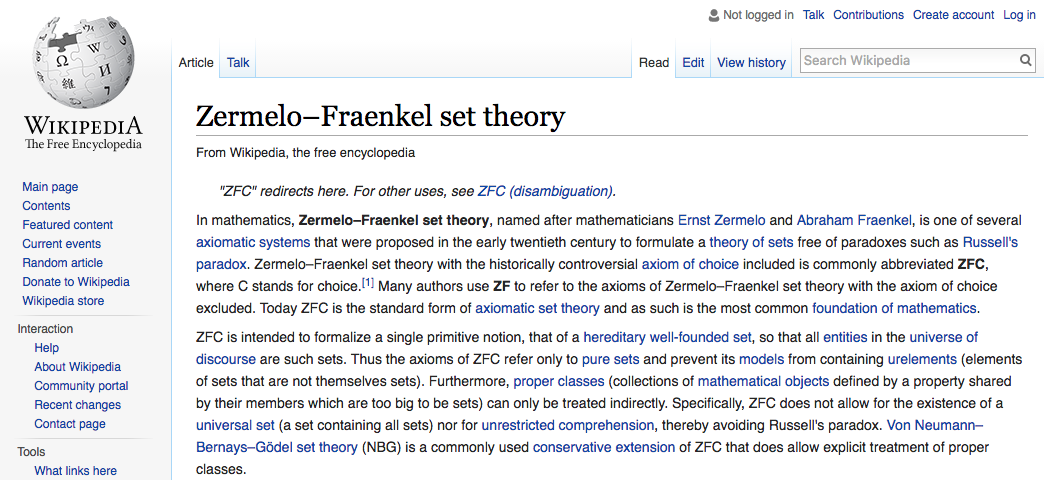 Not logged in Talk Contributions Create account Log in
Article Talk Read Edit View history Search Wikipedia
Ω W И 維 7
WIKIPEDIA
The Free Encyclopedia
Main page
Contents
Featured content
Current events
Random article
Donate to Wikipedia
Wikipedia store
Interaction
Help
About Wikipedia
Community portal
Recent changes
Contact page
Tools
What links here
Zermelo–Fraenkel set theory
From Wikipedia, the free encyclopedia
"ZFC" redirects here. For other uses, see ZFC (disambiguation).
In mathematics, Zermelo–Fraenkel set theory, named after mathematicians Ernst Zermelo and Abraham Fraenkel, is one of several
axiomatic systems that were proposed in the early twentieth century to formulate a theory of sets free of paradoxes such as Russell's
paradox. Zermelo–Fraenkel set theory with the historically controversial axiom of choice included is commonly abbreviated ZFC,
where C stands for choice.[1] Many authors use ZF to refer to the axioms of Zermelo–Fraenkel set theory with the axiom of choice
excluded. Today ZFC is the standard form of axiomatic set theory and as such is the most common foundation of mathematics.
ZFC is intended to formalize a single primitive notion, that of a hereditary well-founded set, so that all entities in the universe of
discourse are such sets. Thus the axioms of ZFC refer only to pure sets and prevent its models from containing urelements (elements
of sets that are not themselves sets). Furthermore, proper classes (collections of mathematical objects defined by a property shared
by their members which are too big to be sets) can only be treated indirectly. Specifically, ZFC does not allow for the existence of a
universal set (a set containing all sets) nor for unrestricted comprehension, thereby avoiding Russell's paradox. Von Neumann–
Bernays–Gödel set theory (NBG) is a commonly used conservative extension of ZFC that does allow explicit treatment of proper
classes.